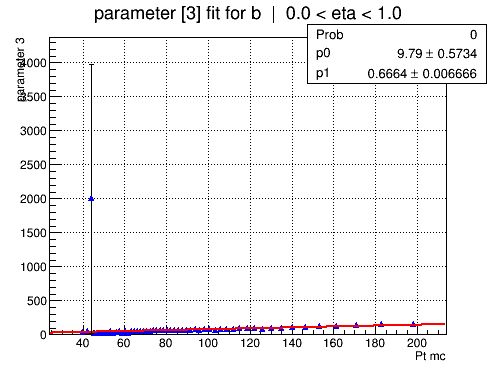 parameter [3] fit for b | 0.0 < eta < 1.0
Prob 0
p0 9.79 ± 0.5734
p1 0.6664 ± 0.006666
parameter 3
4000
3500
3000
2500
2000
1500
1000
500
0
40 60 80 100 120 140 160 180 200
Pt mc